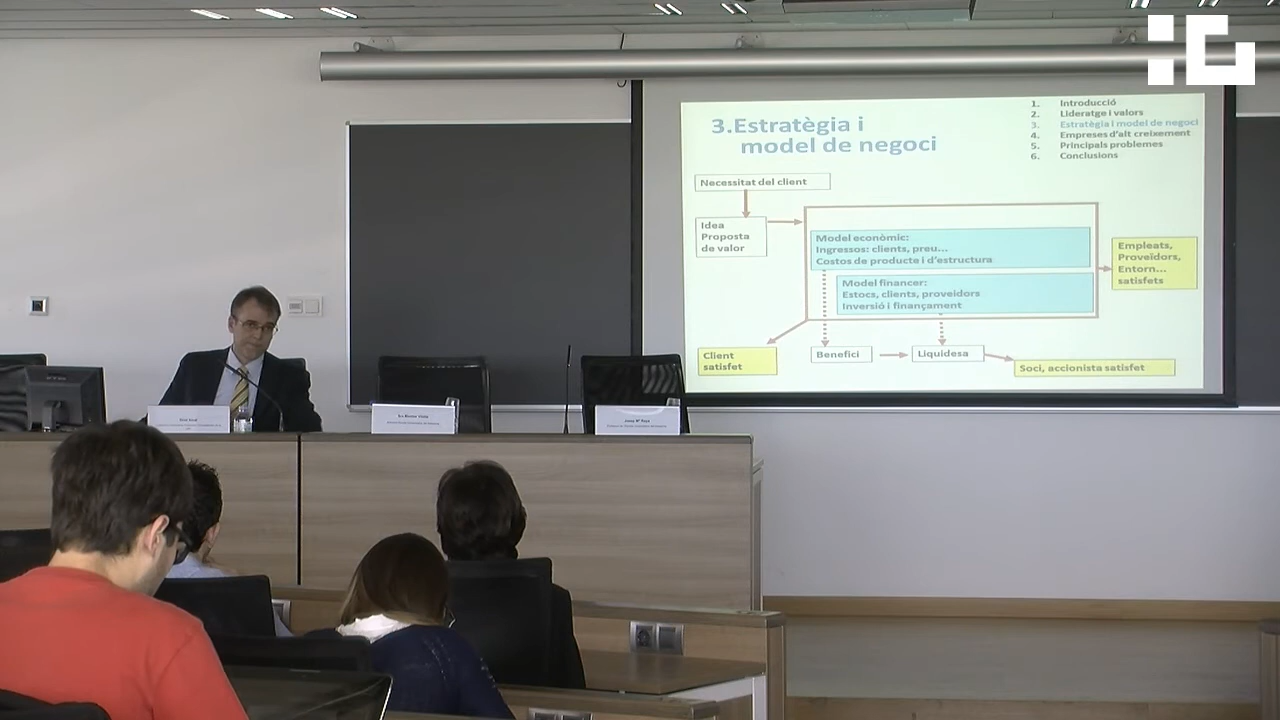 3.Estratègia i
model de negoci
1. Introducció
2. Lideratge i valors
3. Estratègia i model de negoci
4. Empreses d'alt creixement
5. Principals problemes
6. Conclusions
Necessitat del client
Idea
Proposta
de valor
Model econòmic:
Ingressos: clients, preu...
Costos de producte i d'estructura
Model financer:
Estocs, clients, proveidors
Inversió i finançament
Empleats,
Proveïdors,
Entorn...
satisfets
Client
satisfet
Benefici
Liquidesa
Soci, accionista satisfet